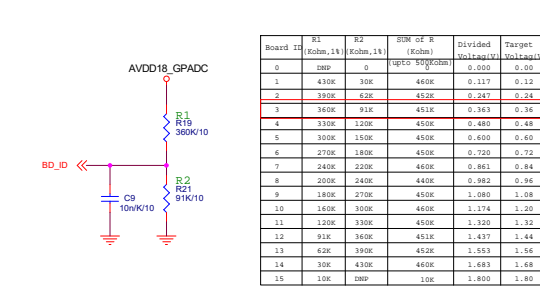 AVDD18_GPADC
R1
R19
360K/10
BD_ID
R2
R21
91K/10
C9
10n/K/10
Board ID R1 (Kohm,1%) R2 (Kohm,1%) SUM of R (Kohm) (upto 500Kohm) Divided Voltag(V) Target Voltag(V)
0 DNP 0 0 0.000 0.00
1 430K 30K 460K 0.117 0.12
2 390K 62K 452K 0.247 0.24
3 360K 91K 451K 0.363 0.36
4 330K 120K 450K 0.480 0.48
5 300K 150K 450K 0.600 0.60
6 270K 180K 450K 0.720 0.72
7 240K 220K 460K 0.861 0.84
8 200K 240K 440K 0.982 0.96
9 180K 270K 450K 1.080 1.08
10 160K 300K 460K 1.174 1.20
11 120K 330K 450K 1.320 1.32
12 91K 360K 451K 1.437 1.44
13 62K 390K 452K 1.553 1.56
14 30K 430K 460K 1.683 1.68
15 10K DNP 10K 1.800 1.80